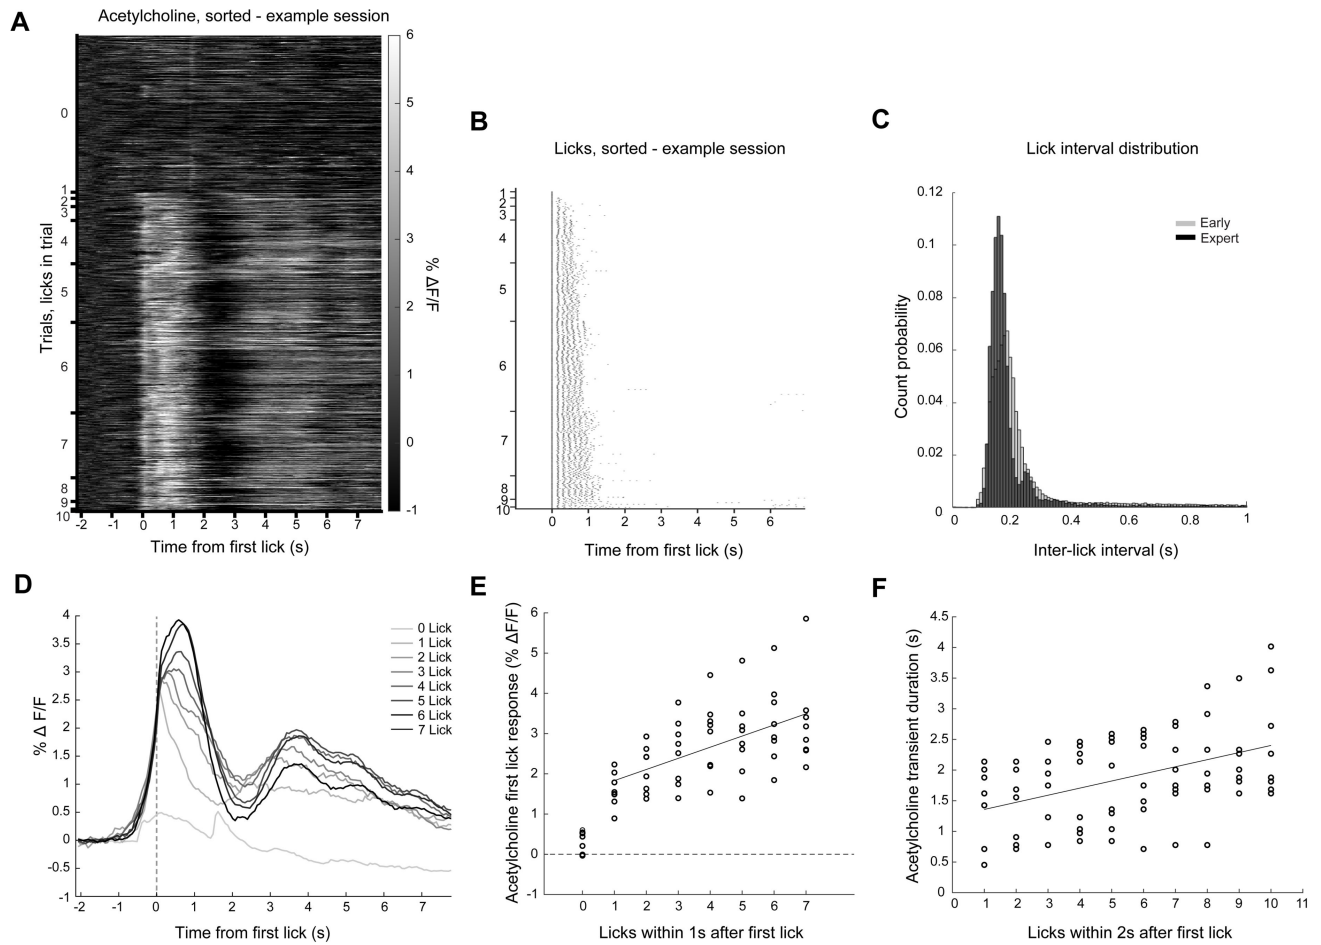 A
Acetylcholine, sorted - example session
Trials, licks in trial
0
1
2
3
4
5
6
7
8
9
10
-2 -1 0 1 2 3 4 5 6 7
Time from first lick (s)
6
5
4
3
2
1
0
-1
% ΔF/F
B
Licks, sorted - example session
1
2
3
4
5
6
7
8
9
10
0 1 2 3 4 5 6
Time from first lick (s)
C
Lick interval distribution
Count probability
0.12
0.1
0.08
0.06
0.04
0.02
0
Early
Expert
0 0.2 0.4 0.6 0.8 1
Inter-lick interval (s)
D
% Δ F/F
4
3.5
3
2.5
2
1.5
1
0.5
0
-0.5
-1
0 Lick
1 Lick
2 Lick
3 Lick
4 Lick
5 Lick
6 Lick
7 Lick
-2 -1 0 1 2 3 4 5 6 7
Time from first lick (s)
E
Acetylcholine first lick response (% ΔF/F)
6
5
4
3
2
1
0
-1
0 1 2 3 4 5 6 7
Licks within 1s after first lick
F
Acetylcholine transient duration (s)
4.5
4
3.5
3
2.5
2
1.5
1
0.5
0
0 1 2 3 4 5 6 7 8 9 10 11
Licks within 2s after first lick